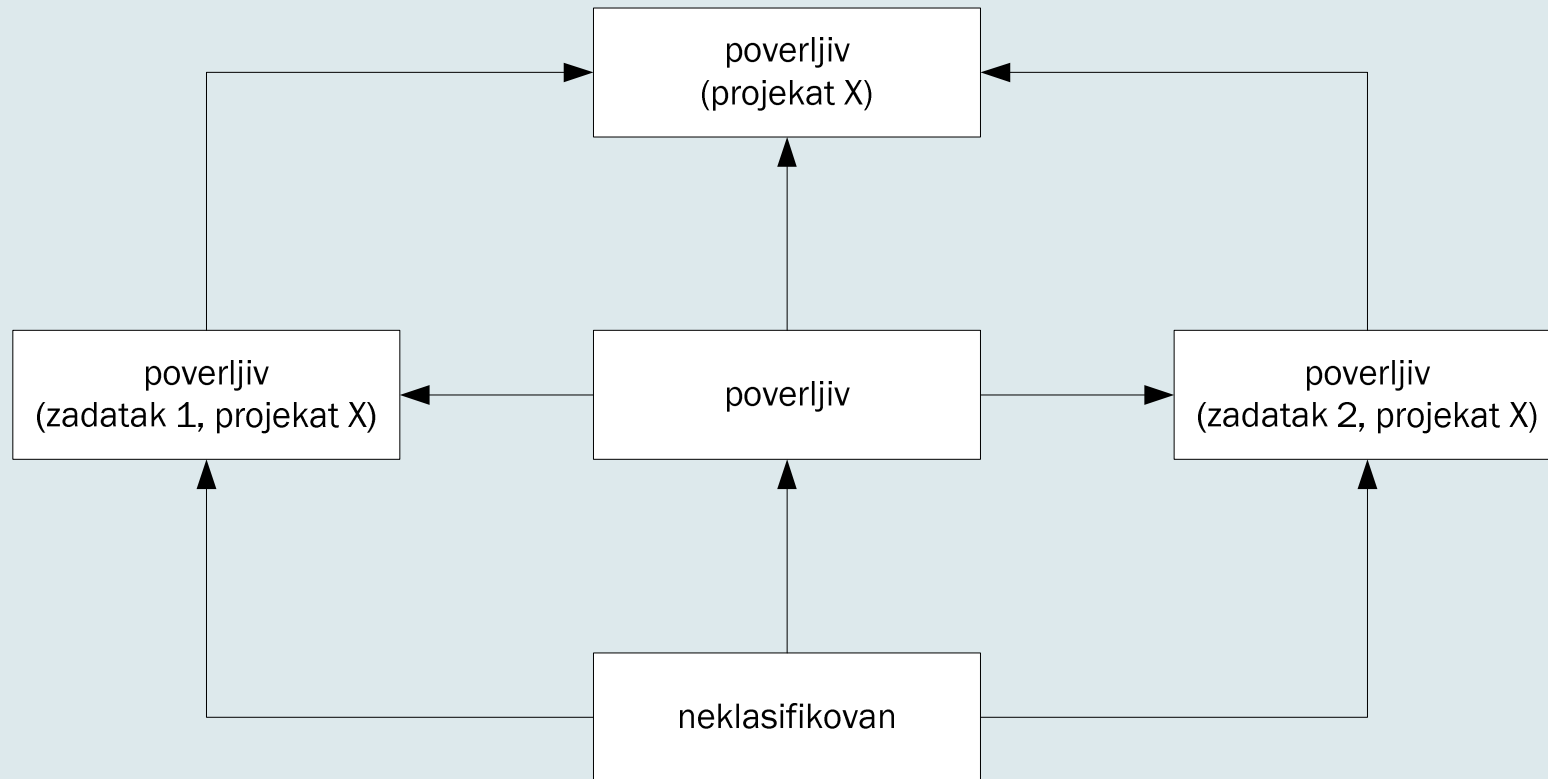 poverljiv
(projekat X)
poverljiv
(zadatak 1, projekat X)
poverljiv
poverljiv
(zadatak 2, projekat X)
neklasifikovan